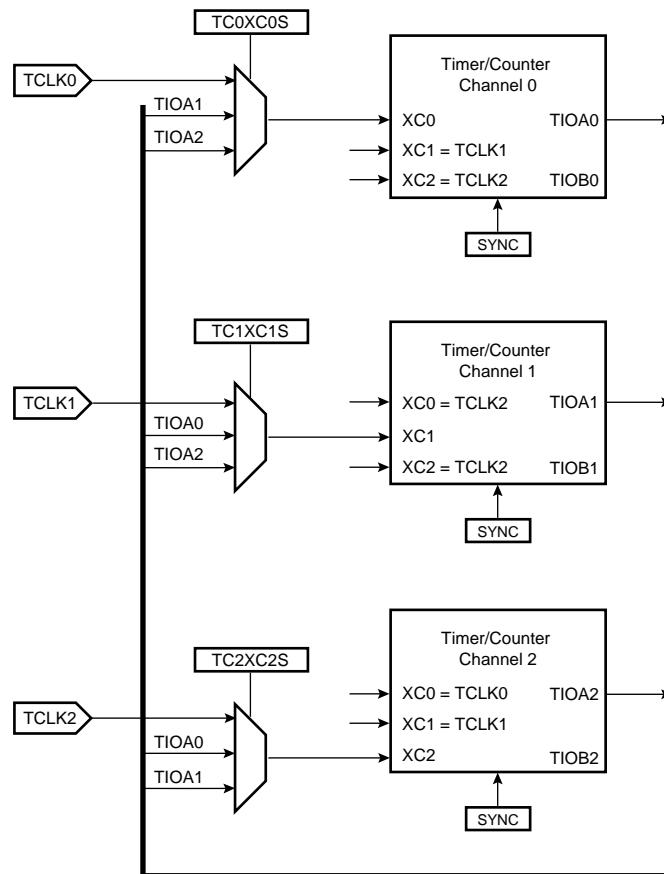 TC0XC0S
TCLK0
TIOA1
TIOA2
Timer/Counter
Channel 0
XC0
TIOA0
XC1 = TCLK1
XC2 = TCLK2
TIOB0
SYNC
TC1XC1S
TCLK1
TIOA0
TIOA2
Timer/Counter
Channel 1
XC0 = TCLK2
TIOA1
XC1
XC2 = TCLK2
TIOB1
SYNC
TC2XC2S
TCLK2
TIOA0
TIOA1
Timer/Counter
Channel 2
XC0 = TCLK0
TIOA2
XC1 = TCLK1
XC2
TIOB2
SYNC